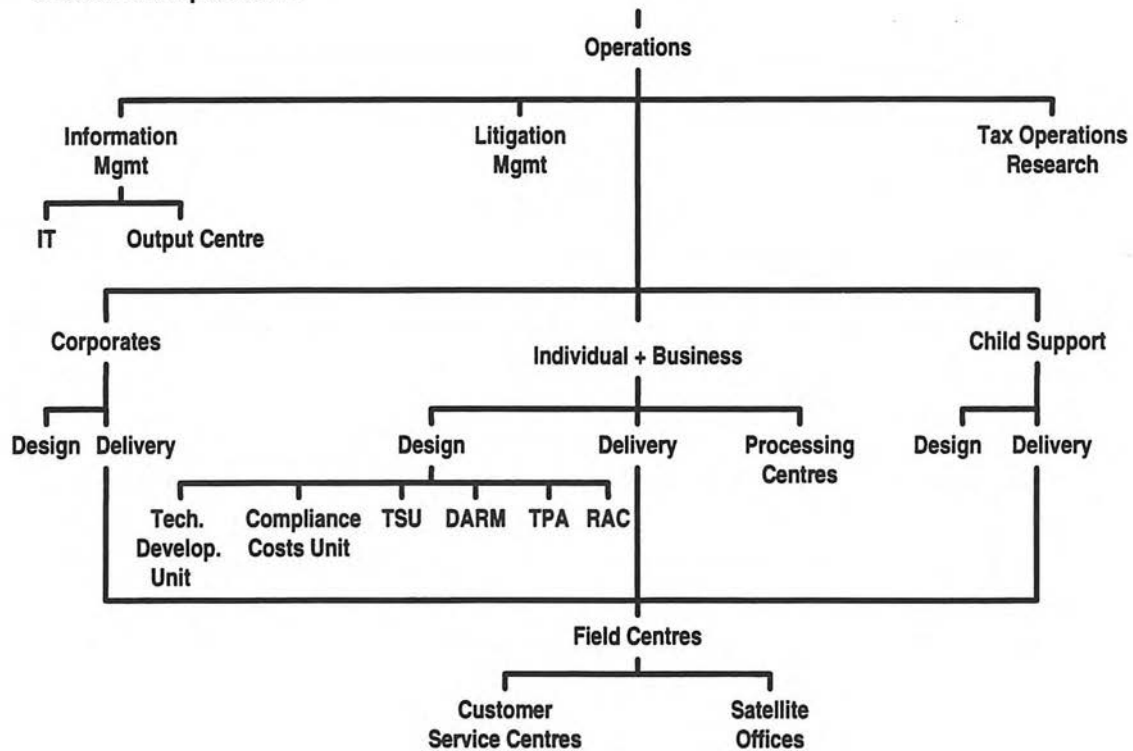 Operations
Information
Mgmt
Litigation
Mgmt
Tax Operations
Research
IT
Output Centre
Corporates
Individual + Business
Child Support
Design
Delivery
Design
Delivery
Processing
Centres
Design
Delivery
Tech.
Develop.
Unit
Compliance
Costs Unit
TSU
DARM
TPA
RAC
Field Centres
Customer
Service Centres
Satellite
Offices